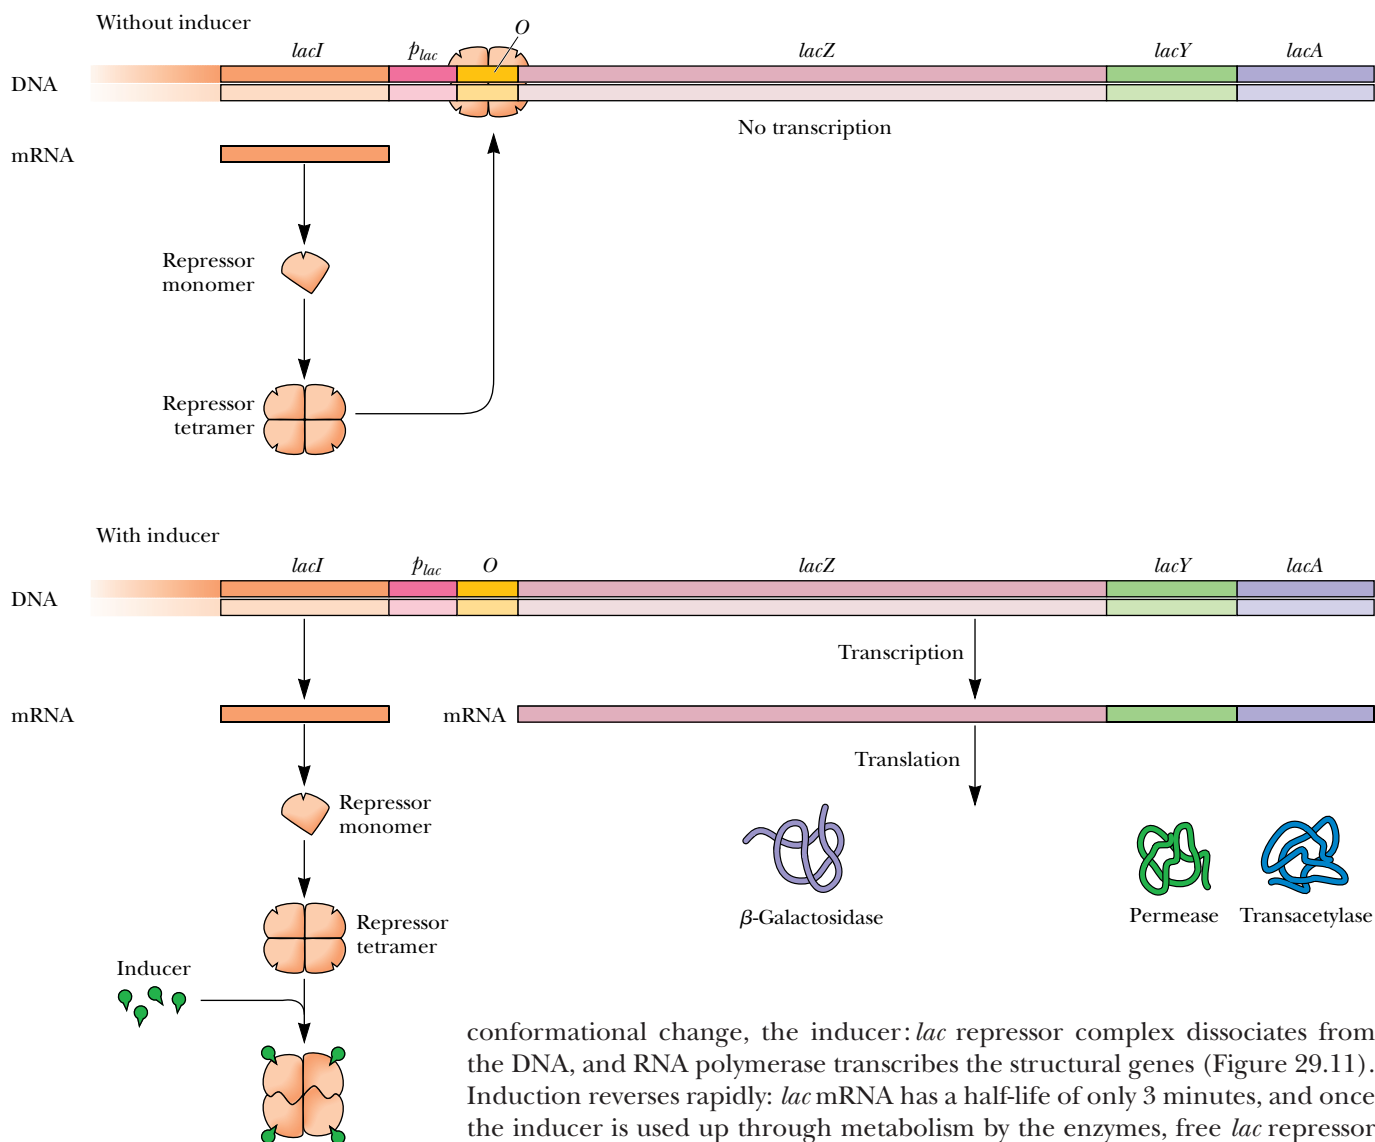 Without inducer
O
lacI
plac
lacZ
lacY
lacA
DNA
No transcription
mRNA
Repressor
monomer
Repressor
tetramer
With inducer
lacI
plac
O
lacZ
lacY
lacA
DNA
Transcription
mRNA
mRNA
Translation
Repressor
monomer
β-Galactosidase
Permease
Transacetylase
Repressor
tetramer
Inducer
conformational change, the inducer:lac repressor complex dissociates from
the DNA, and RNA polymerase transcribes the structural genes (Figure 29.11).
Induction reverses rapidly: lac mRNA has a half-life of only 3 minutes, and once
the inducer is used up through metabolism by the enzymes, free lac repressor